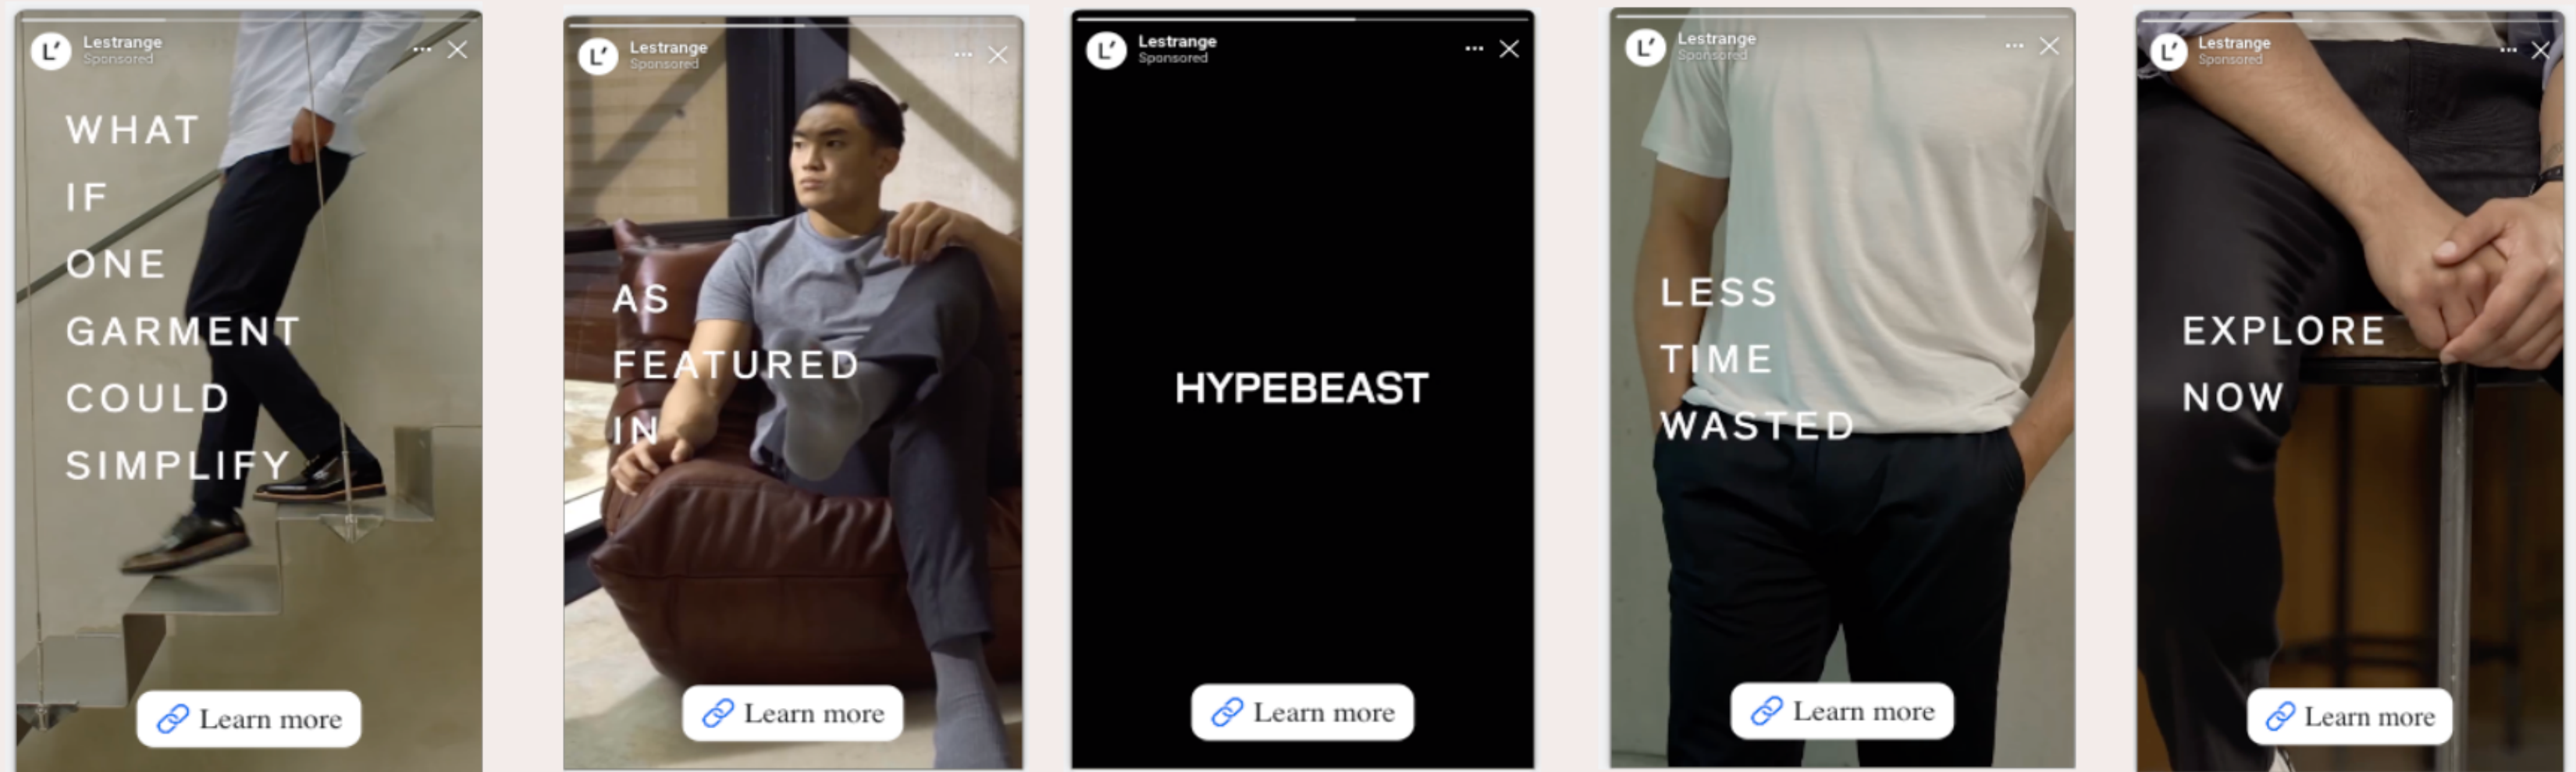 L'
Lestrange
Sponsored
WHAT
IF
ONE
GARMENT
COULD
SIMPLIFY
Learn more
L'
Lestrange
Sponsored
AS
FEATURED
IN
Learn more
L'
Lestrange
Sponsored
HYPEBEAST
Learn more
L'
Lestrange
Sponsored
LESS
TIME
WASTED
Learn more
L'
Lestrange
Sponsored
EXPLORE
NOW
Learn more